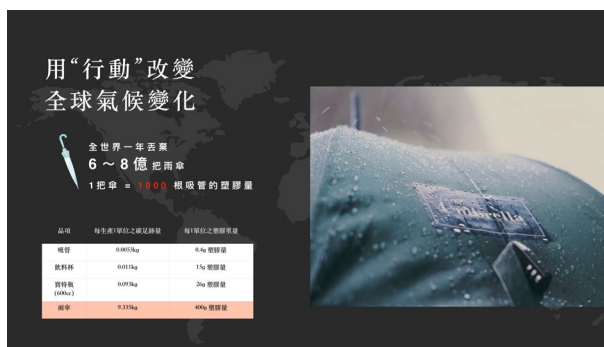 用“行動”改變
全球氣候變化
全世界一年丟棄
6～8億把雨傘
1把傘 = 1000 根吸管的塑膠量
品項 每生產1單位之碳足跡量 每1單位之塑膠重量
吸管 0.0053kg 0.4g 塑膠量
飲料杯 0.011kg 15g 塑膠量
寶特瓶 0.093kg 26g 塑膠量
(600cc)
雨傘 9.335kg 400g 塑膠量